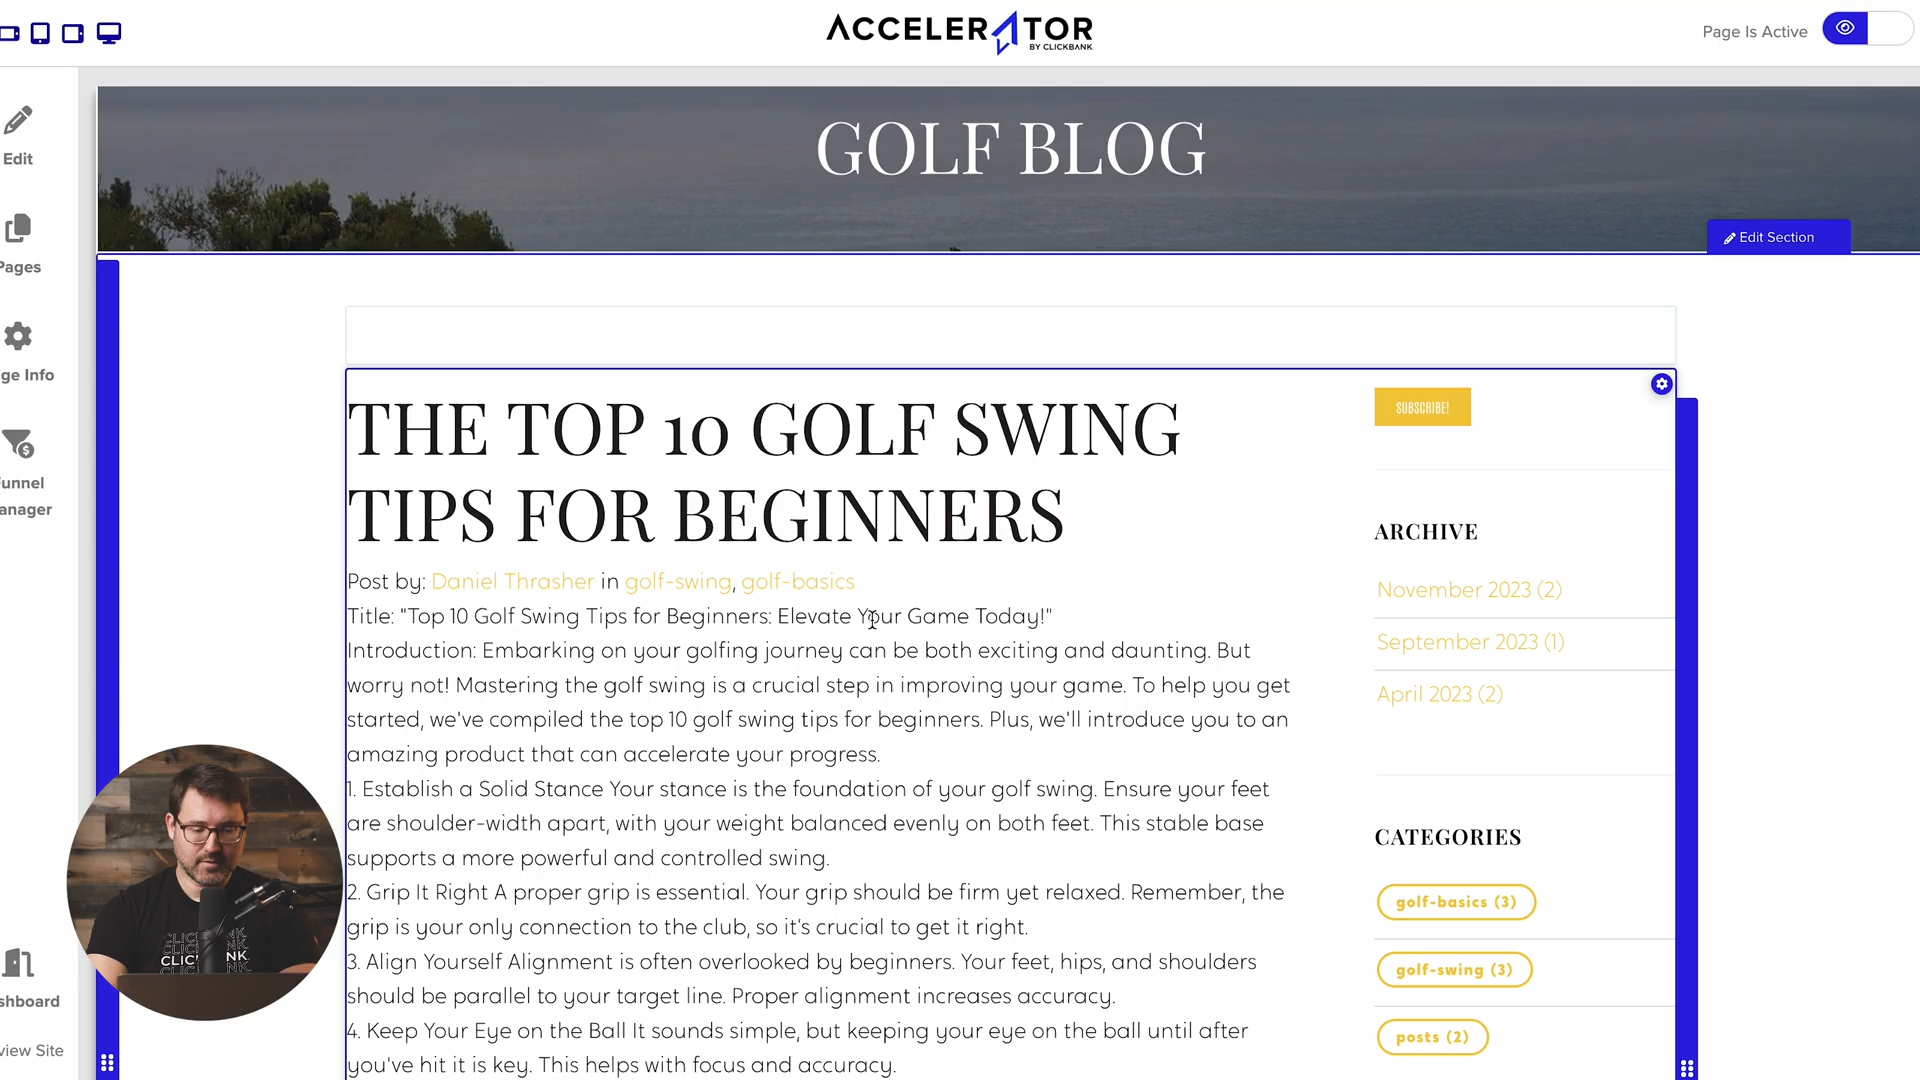 ACCELERATOR
BY CLICKBANK
Page Is Active
Edit
Pages
ge Info
unnel
anager
shboard
view Site
GOLF BLOG
Edit Section
THE TOP 10 GOLF SWING
TIPS FOR BEGINNERS
Post by: Daniel Thrasher in golf-swing, golf-basics
Title: "Top 10 Golf Swing Tips for Beginners: Elevate Your Game Today!"
Introduction: Embarking on your golfing journey can be both exciting and daunting. But
worry not! Mastering the golf swing is a crucial step in improving your game. To help you get
started, we've compiled the top 10 golf swing tips for beginners. Plus, we'll introduce you to an
amazing product that can accelerate your progress.
1. Establish a Solid Stance Your stance is the foundation of your golf swing. Ensure your feet
are shoulder-width apart, with your weight balanced evenly on both feet. This stable base
supports a more powerful and controlled swing.
2. Grip It Right A proper grip is essential. Your grip should be firm yet relaxed. Remember, the
grip is your only connection to the club, so it's crucial to get it right.
3. Align Yourself Alignment is often overlooked by beginners. Your feet, hips, and shoulders
should be parallel to your target line. Proper alignment increases accuracy.
4. Keep Your Eye on the Ball It sounds simple, but keeping your eye on the ball until after
you've hit it is key. This helps with focus and accuracy.
SUBSCRIBE!
ARCHIVE
November 2023 (2)
September 2023 (1)
April 2023 (2)
CATEGORIES
golf-basics (3)
golf-swing (3)
posts (2)